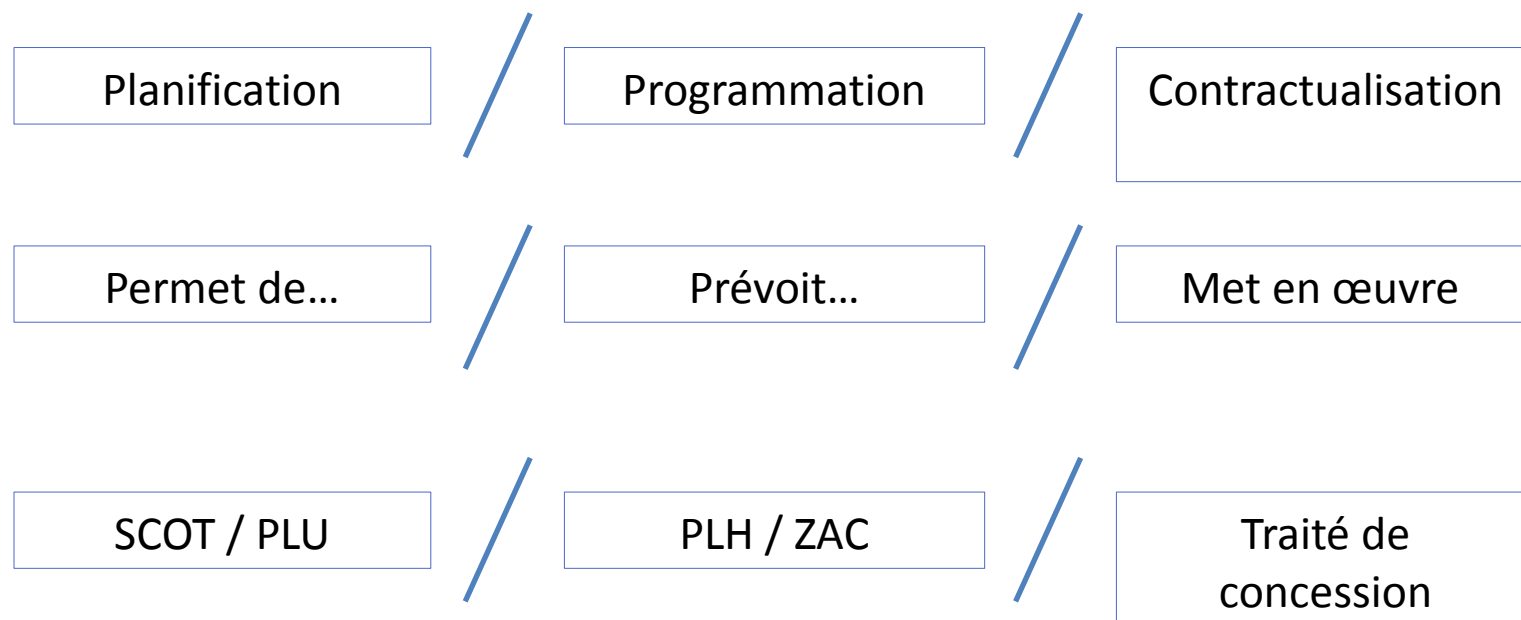 Planification
Programmation
Contractualisation
Permet de…
Prévoit…
Met en œuvre
SCOT / PLU
PLH / ZAC
Traité de
concession